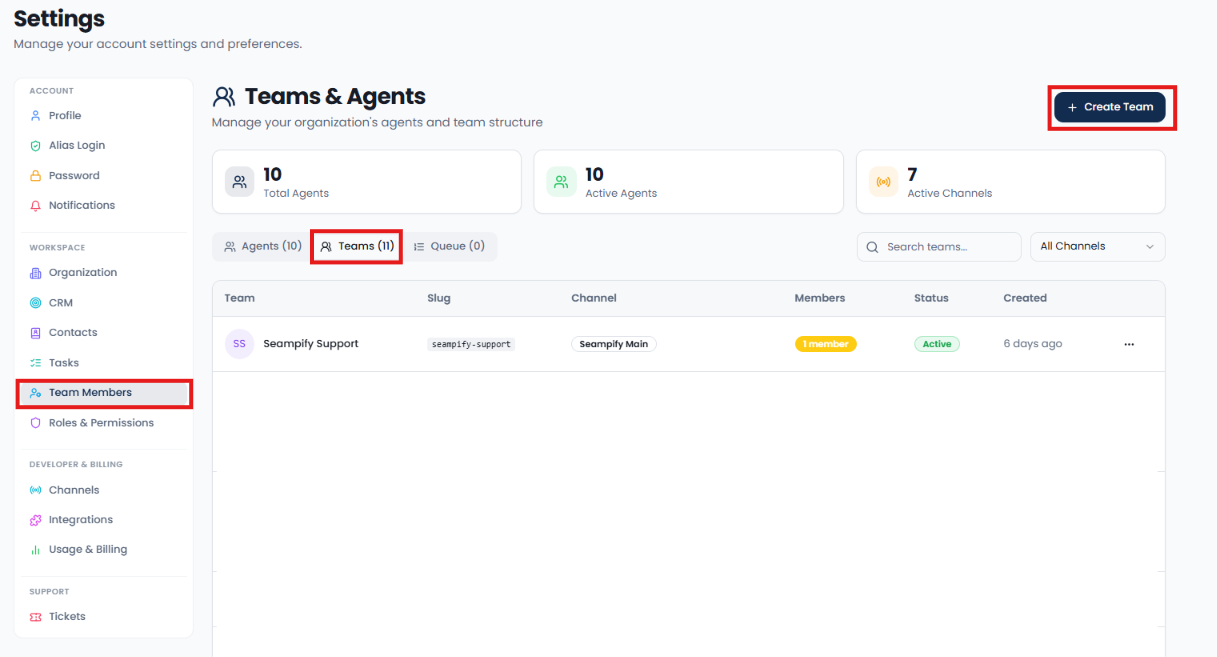 Settings
Manage your account settings and preferences.
ACCOUNT
Profile
Alias Login
Password
Notifications
WORKSPACE
Organization
CRM
Contacts
Tasks
Team Members
Roles & Permissions
DEVELOPER & BILLING
Channels
Integrations
Usage & Billing
SUPPORT
Tickets
Teams & Agents
Manage your organization's agents and team structure
+ Create Team
10
Total Agents
10
Active Agents
7
Active Channels
Agents (10) Teams (11) Queue (0)
Search teams... All Channels
Team Slug Channel Members Status Created
SS Seampify Support seampify-support Seampify Main 1 member Active 6 days ago ...